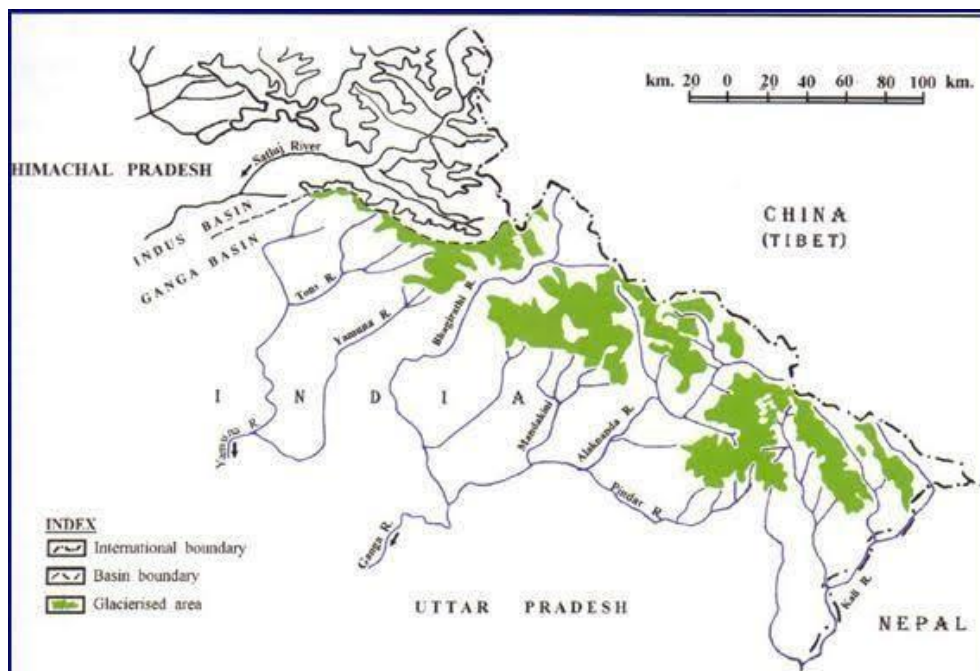 km. 20 0 20 40 60 80 100 km.
HIMACHAL PRADESH
Satluj River
INDUS BASIN
GANGA BASIN
CHINA
(TIBET)
Tons R.
Yamuna R.
Bhagirathi R.
I N D I A
Mandakini
Alaknanda R.
Yamuna R.
Pindar R.
Ganga R.
INDEX
International boundary
Basin boundary
Glacierised area
UTTAR PRADESH
Kali R.
NEPAL